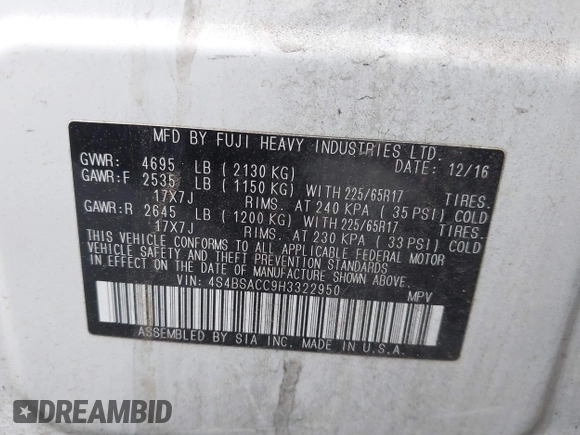 MFD BY FUJI HEAVY INDUSTRIES LTD.
GVWR: 4695 LB ( 2130 KG) DATE: 12/16
GAWR:F 2535 LB ( 1150 KG) WITH 225/65R17 TIRES.
17X7J RIMS. AT 240 KPA ( 35 PSI) COLD
GAWR:R 2645 LB ( 1200 KG) WITH 225/65R17 TIRES.
17X7J RIMS. AT 230 KPA ( 33 PSI) COLD
THIS VEHICLE CONFORMS TO ALL APPLICABLE FEDERAL MOTOR
VEHICLE SAFETY AND THEFT PREVENTION STANDARDS
IN EFFECT ON THE DATE OF MANUFACTURE SHOWN ABOVE.
VIN: 4S4BSACC9H3322950 MPV
ASSEMBLED BY SIA INC. MADE IN U.S.A.
DREAMBID